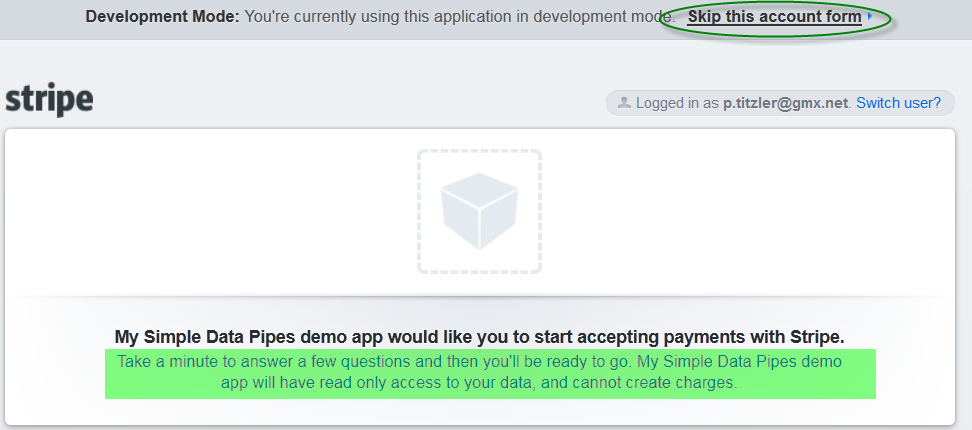 Development Mode: You're currently using this application in development mode. Skip this account form
stripe
Logged in as p.titzler@gmx.net. Switch user?
My Simple Data Pipes demo app would like you to start accepting payments with Stripe.
Take a minute to answer a few questions and then you'll be ready to go. My Simple Data Pipes demo
app will have read only access to your data, and cannot create charges.